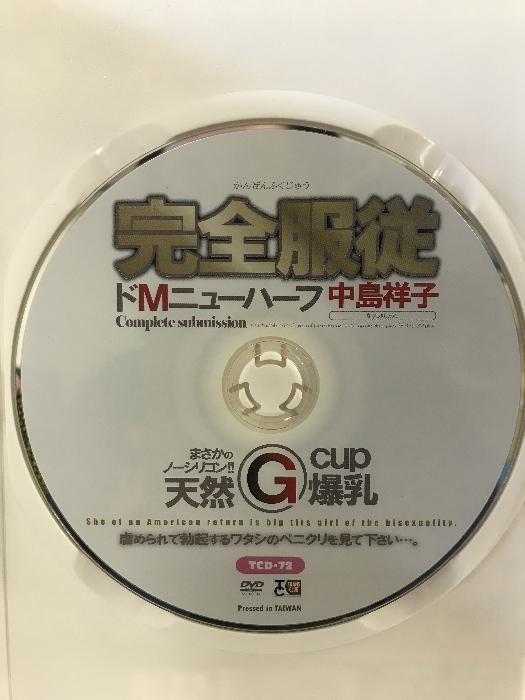 かんぜんふくじゅう
完全服従
ドMニューハーフ 中島祥子
Complete submission
まさかの
ノーシリコン!!
天然 G cup 爆乳
She of an American return is big tits girl of the bisexuality.
虐められて勃起するワタシのペニクリを見て下さい…。
TCD-72
DVD
TRANS CLUB
Pressed in TAIWAN